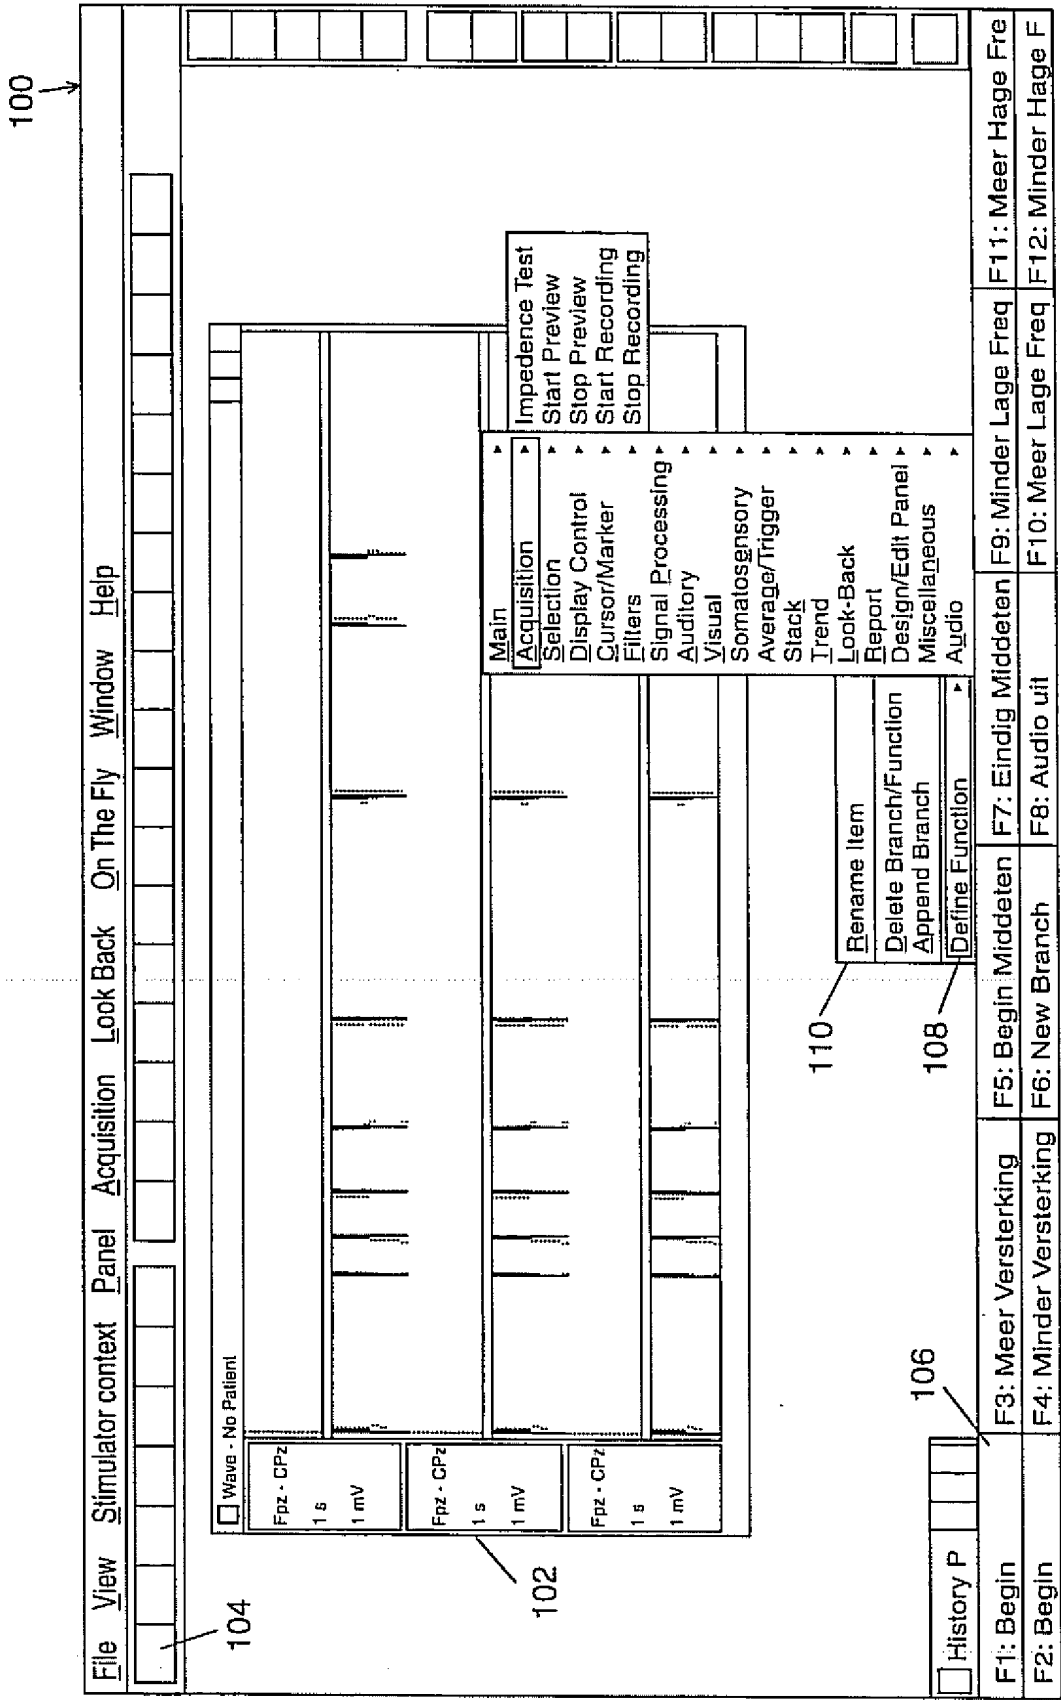 100
File View Stimulator context Panel Acquisition Look Back On The Fly Window Help
104
Wave - No Patient
Fpz - CPz
1 s
1 mV
Fpz - CPz
1 s
1 mV
Fpz - CPz
1 s
1 mV
102
Main
Acquisition
Selection
Display Control
Cursor/Marker
Filters
Signal Processing
Auditory
Visual
Somatosensory
Average/Trigger
Stack
Trend
Look-Back
Report
Design/Edit Panel
Miscellaneous
Audio
Impedence Test
Start Preview
Stop Preview
Start Recording
Stop Recording
110
Rename Item
Delete Branch/Function
Append Branch
Define Function
108
106
History P
F1: Begin F3: Meer Versterking F5: Begin Middeten F7: Eindig Middeten F9: Minder Lage Freq F11: Meer Hage Fre
F2: Begin F4: Minder Versterking F6: New Branch F8: Audio uit F10: Meer Lage Freq F12: Minder Hage F